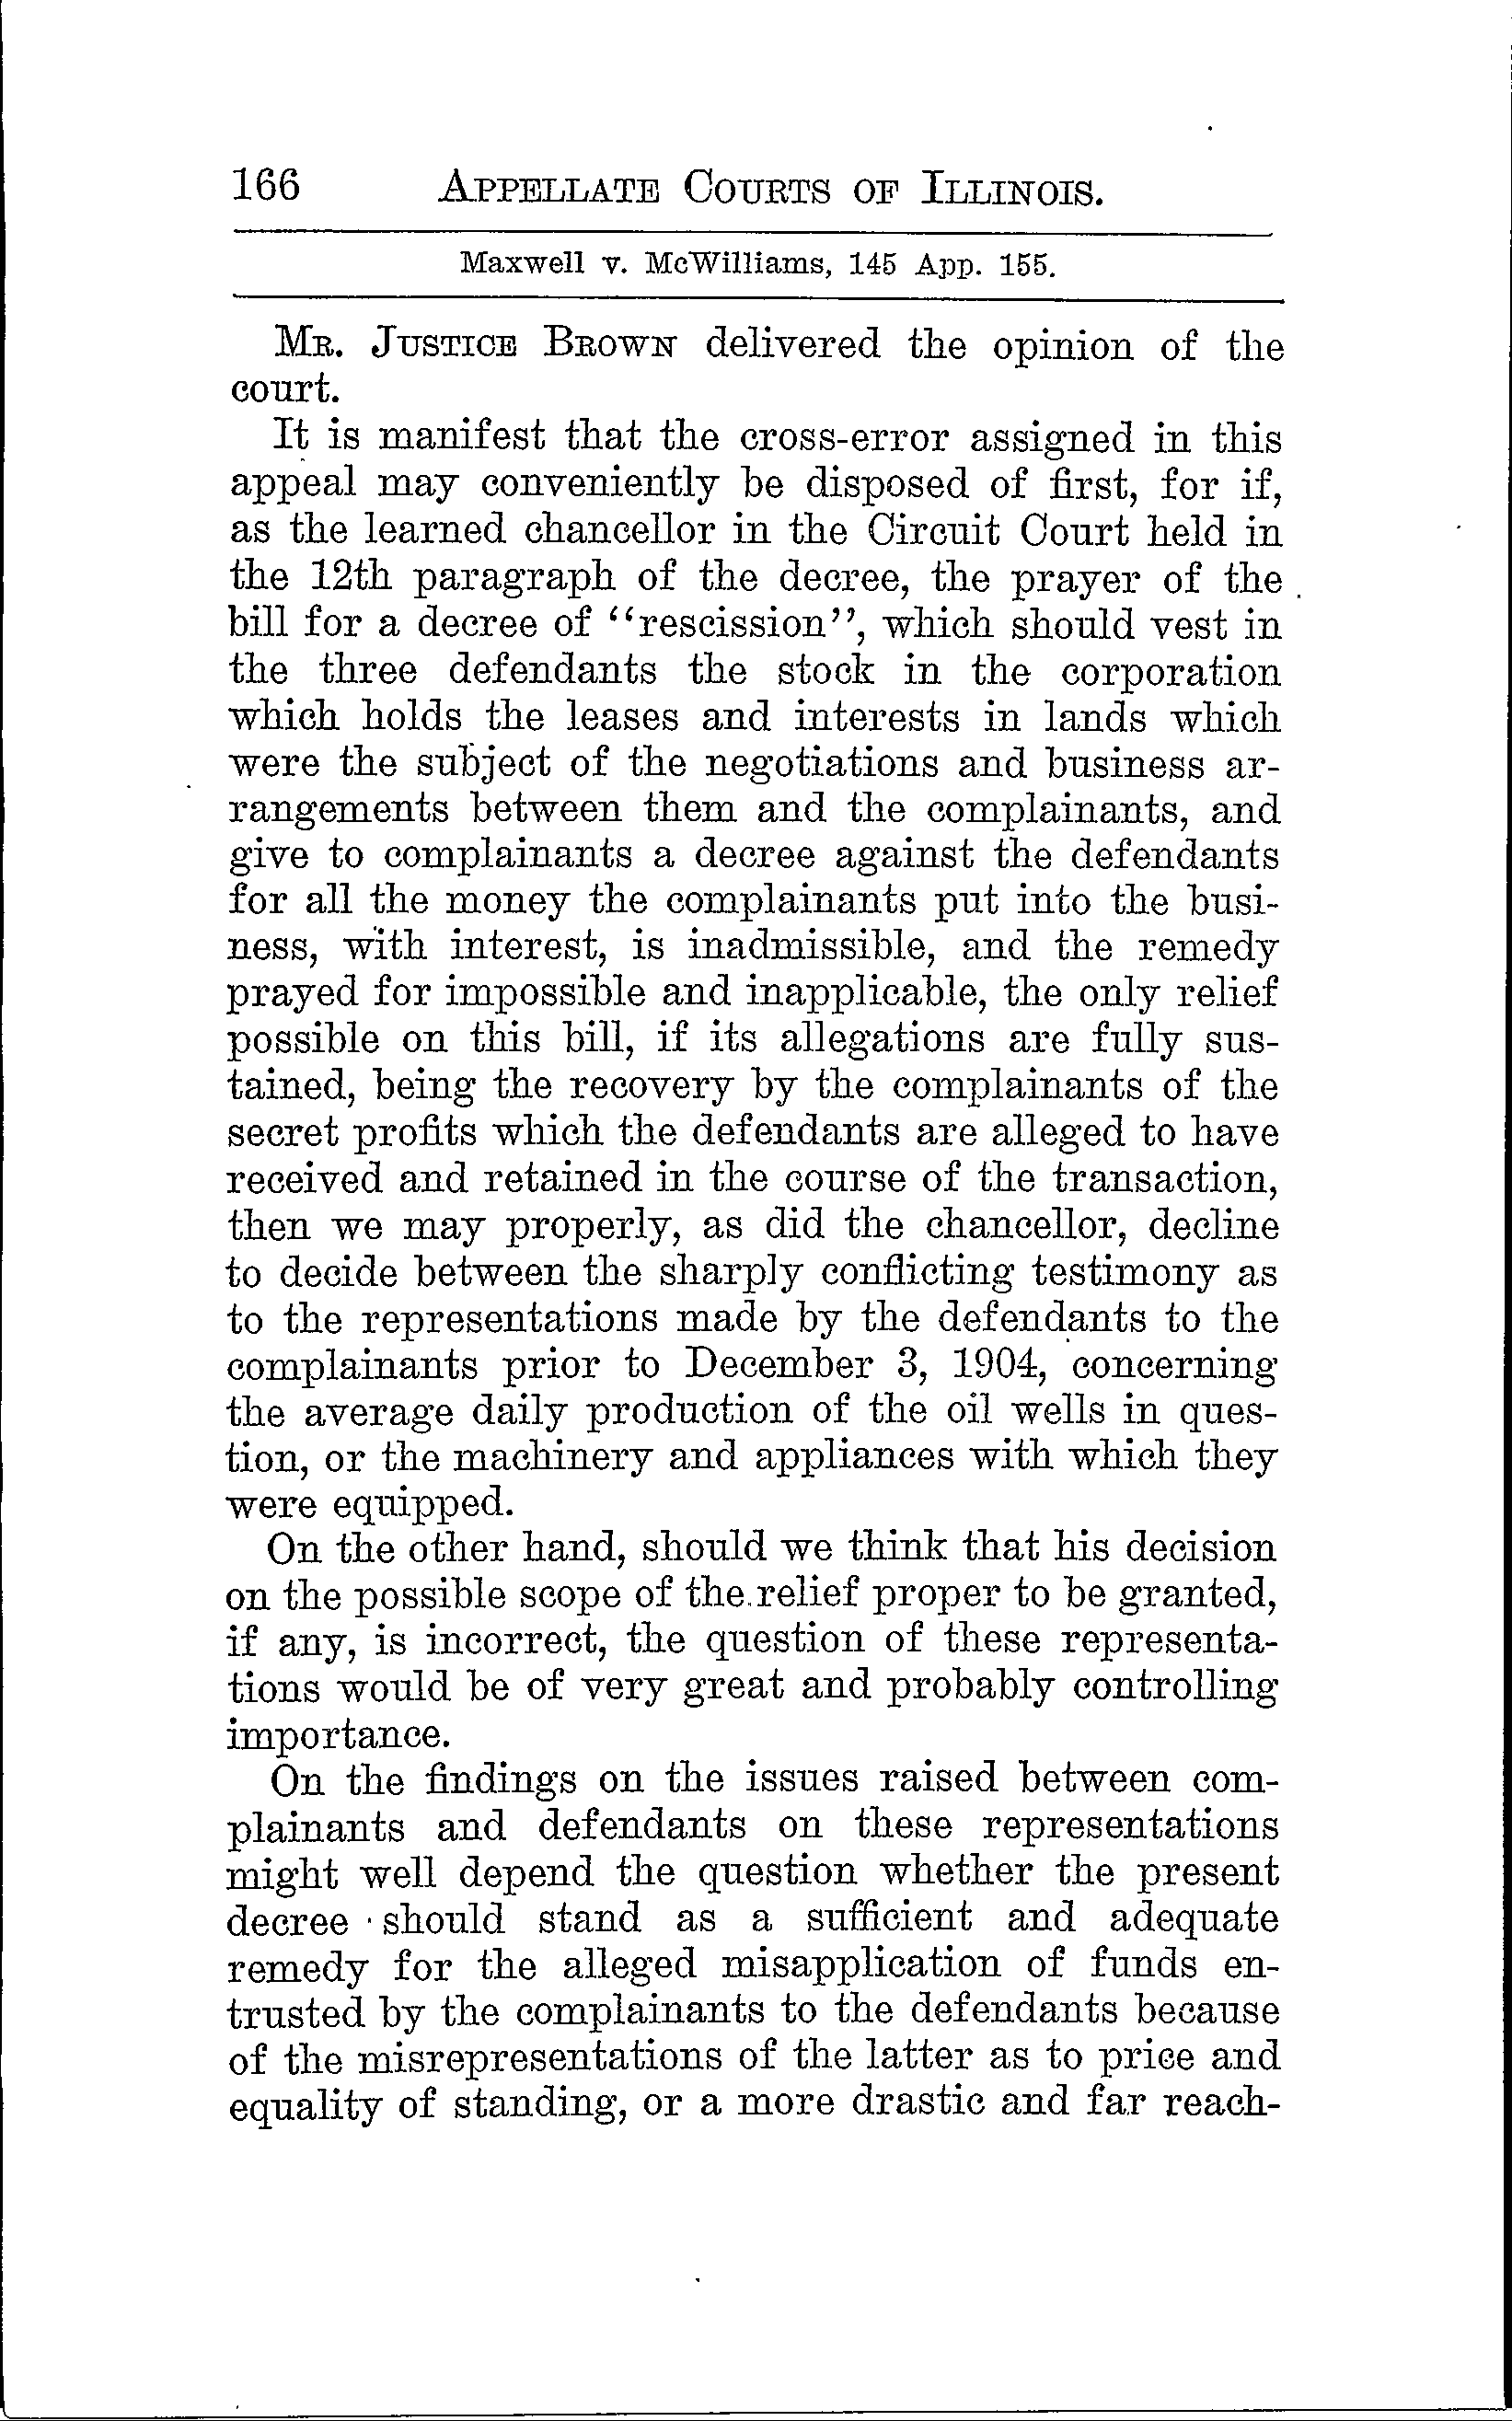 166 APPELLATE COURTS OF ILLINOIS.
Maxwell v. McWilliams, 145 App. 155.
MR. JUSTICE BROWN delivered the opinion of the
court.
It is manifest that the cross-error assigned in this
appeal may conveniently be disposed of first, for if,
as the learned chancellor in the Circuit Court held in
the 12th paragraph of the decree, the prayer of the
bill for a decree of “rescission”, which should vest in
the three defendants the stock in the corporation
which holds the leases and interests in lands which
were the subject of the negotiations and business ar-
rangements between them and the complainants, and
give to complainants a decree against the defendants
for all the money the complainants put into the busi-
ness, with interest, is inadmissible, and the remedy
prayed for impossible and inapplicable, the only relief
possible on this bill, if its allegations are fully sus-
tained, being the recovery by the complainants of the
secret profits which the defendants are alleged to have
received and retained in the course of the transaction,
then we may properly, as did the chancellor, decline
to decide between the sharply conflicting testimony as
to the representations made by the defendants to the
complainants prior to December 3, 1904, concerning
the average daily production of the oil wells in ques-
tion, or the machinery and appliances with which they
were equipped.
On the other hand, should we think that his decision
on the possible scope of the relief proper to be granted,
if any, is incorrect, the question of these representa-
tions would be of very great and probably controlling
importance.
On the findings on the issues raised between com-
plainants and defendants on these representations
might well depend the question whether the present
decree should stand as a sufficient and adequate
remedy for the alleged misapplication of funds en-
trusted by the complainants to the defendants because
of the misrepresentations of the latter as to price and
equality of standing, or a more drastic and far reach-